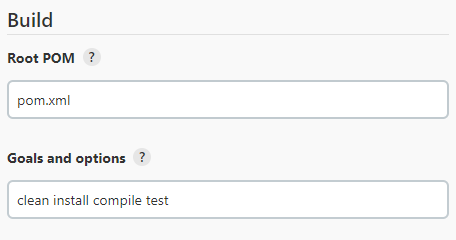 Build
Root POM ?
pom.xml
Goals and options ?
clean install compile test